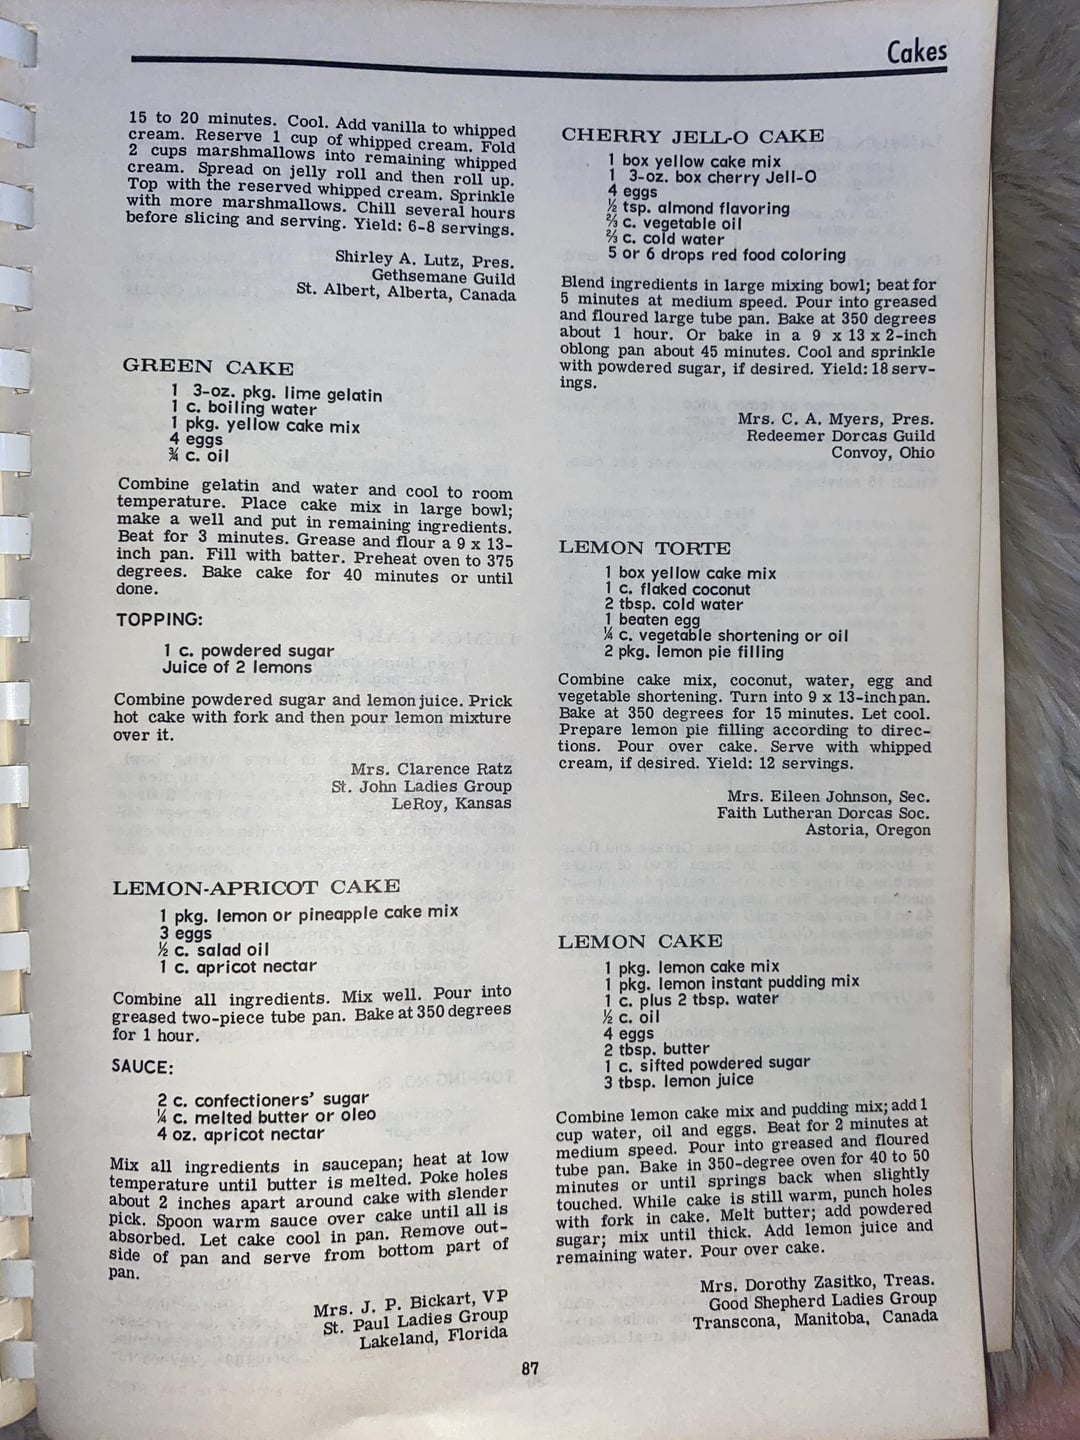 Cakes
15 to 20 minutes. Cool. Add vanilla to whipped
cream. Reserve 1 cup of whipped cream. Fold
2 cups marshmallows into remaining whipped
cream. Spread on jelly roll and then roll up.
Top with the reserved whipped cream. Sprinkle
with more marshmallows. Chill several hours
before slicing and serving. Yield: 6-8 servings.
Shirley A. Lutz, Pres.
Gethsemane Guild
St. Albert, Alberta, Canada
GREEN CAKE
1 3-oz. pkg. lime gelatin
1 c. boiling water
1 pkg. yellow cake mix
4 eggs
¾ c. oil
Combine gelatin and water and cool to room
temperature. Place cake mix in large bowl;
make a well and put in remaining ingredients.
Beat for 3 minutes. Grease and flour a 9 x 13-
inch pan. Fill with batter. Preheat oven to 375
degrees. Bake cake for 40 minutes or until
done.
TOPPING:
1 c. powdered sugar
Juice of 2 lemons
Combine powdered sugar and lemon juice. Prick
hot cake with fork and then pour lemon mixture
over it.
Mrs. Clarence Ratz
St. John Ladies Group
LeRoy, Kansas
LEMON-APRICOT CAKE
1 pkg. lemon or pineapple cake mix
3 eggs
½ c. salad oil
1 c. apricot nectar
Combine all ingredients. Mix well. Pour into
greased two-piece tube pan. Bake at 350 degrees
for 1 hour.
SAUCE:
2 c. confectioners' sugar
¼ c. melted butter or oleo
4 oz. apricot nectar
Mix all ingredients in saucepan; heat at low
temperature until butter is melted. Poke holes
about 2 inches apart around cake with slender
pick. Spoon warm sauce over cake until all is
absorbed. Let cake cool in pan. Remove out-
side of pan and serve from bottom part of
pan.
Mrs. J. P. Bickart, VP
St. Paul Ladies Group
Lakeland, Florida
CHERRY JELL-O CAKE
1 box yellow cake mix
1 3-oz. box cherry Jell-O
4 eggs
½ tsp. almond flavoring
⅔ c. vegetable oil
⅔ c. cold water
5 or 6 drops red food coloring
Blend ingredients in large mixing bowl; beat for
5 minutes at medium speed. Pour into greased
and floured large tube pan. Bake at 350 degrees
about 1 hour. Or bake in a 9 x 13 x 2-inch
oblong pan about 45 minutes. Cool and sprinkle
with powdered sugar, if desired. Yield: 18 serv-
ings.
Mrs. C. A. Myers, Pres.
Redeemer Dorcas Guild
Convoy, Ohio
LEMON TORTE
1 box yellow cake mix
1 c. flaked coconut
2 tbsp. cold water
1 beaten egg
¼ c. vegetable shortening or oil
2 pkg. lemon pie filling
Combine cake mix, coconut, water, egg and
vegetable shortening. Turn into 9 x 13-inch pan.
Bake at 350 degrees for 15 minutes. Let cool.
Prepare lemon pie filling according to direc-
tions. Pour over cake. Serve with whipped
cream, if desired. Yield: 12 servings.
Mrs. Eileen Johnson, Sec.
Faith Lutheran Dorcas Soc.
Astoria, Oregon
LEMON CAKE
1 pkg. lemon cake mix
1 pkg. lemon instant pudding mix
1 c. plus 2 tbsp. water
½ c. oil
4 eggs
2 tbsp. butter
1 c. sifted powdered sugar
3 tbsp. lemon juice
Combine lemon cake mix and pudding mix; add 1
cup water, oil and eggs. Beat for 2 minutes at
medium speed. Pour into greased and floured
tube pan. Bake in 350-degree oven for 40 to 50
minutes or until springs back when slightly
touched. While cake is still warm, punch holes
with fork in cake. Melt butter; add powdered
sugar; mix until thick. Add lemon juice and
remaining water. Pour over cake.
Mrs. Dorothy Zasitko, Treas.
Good Shepherd Ladies Group
Transcona, Manitoba, Canada
87